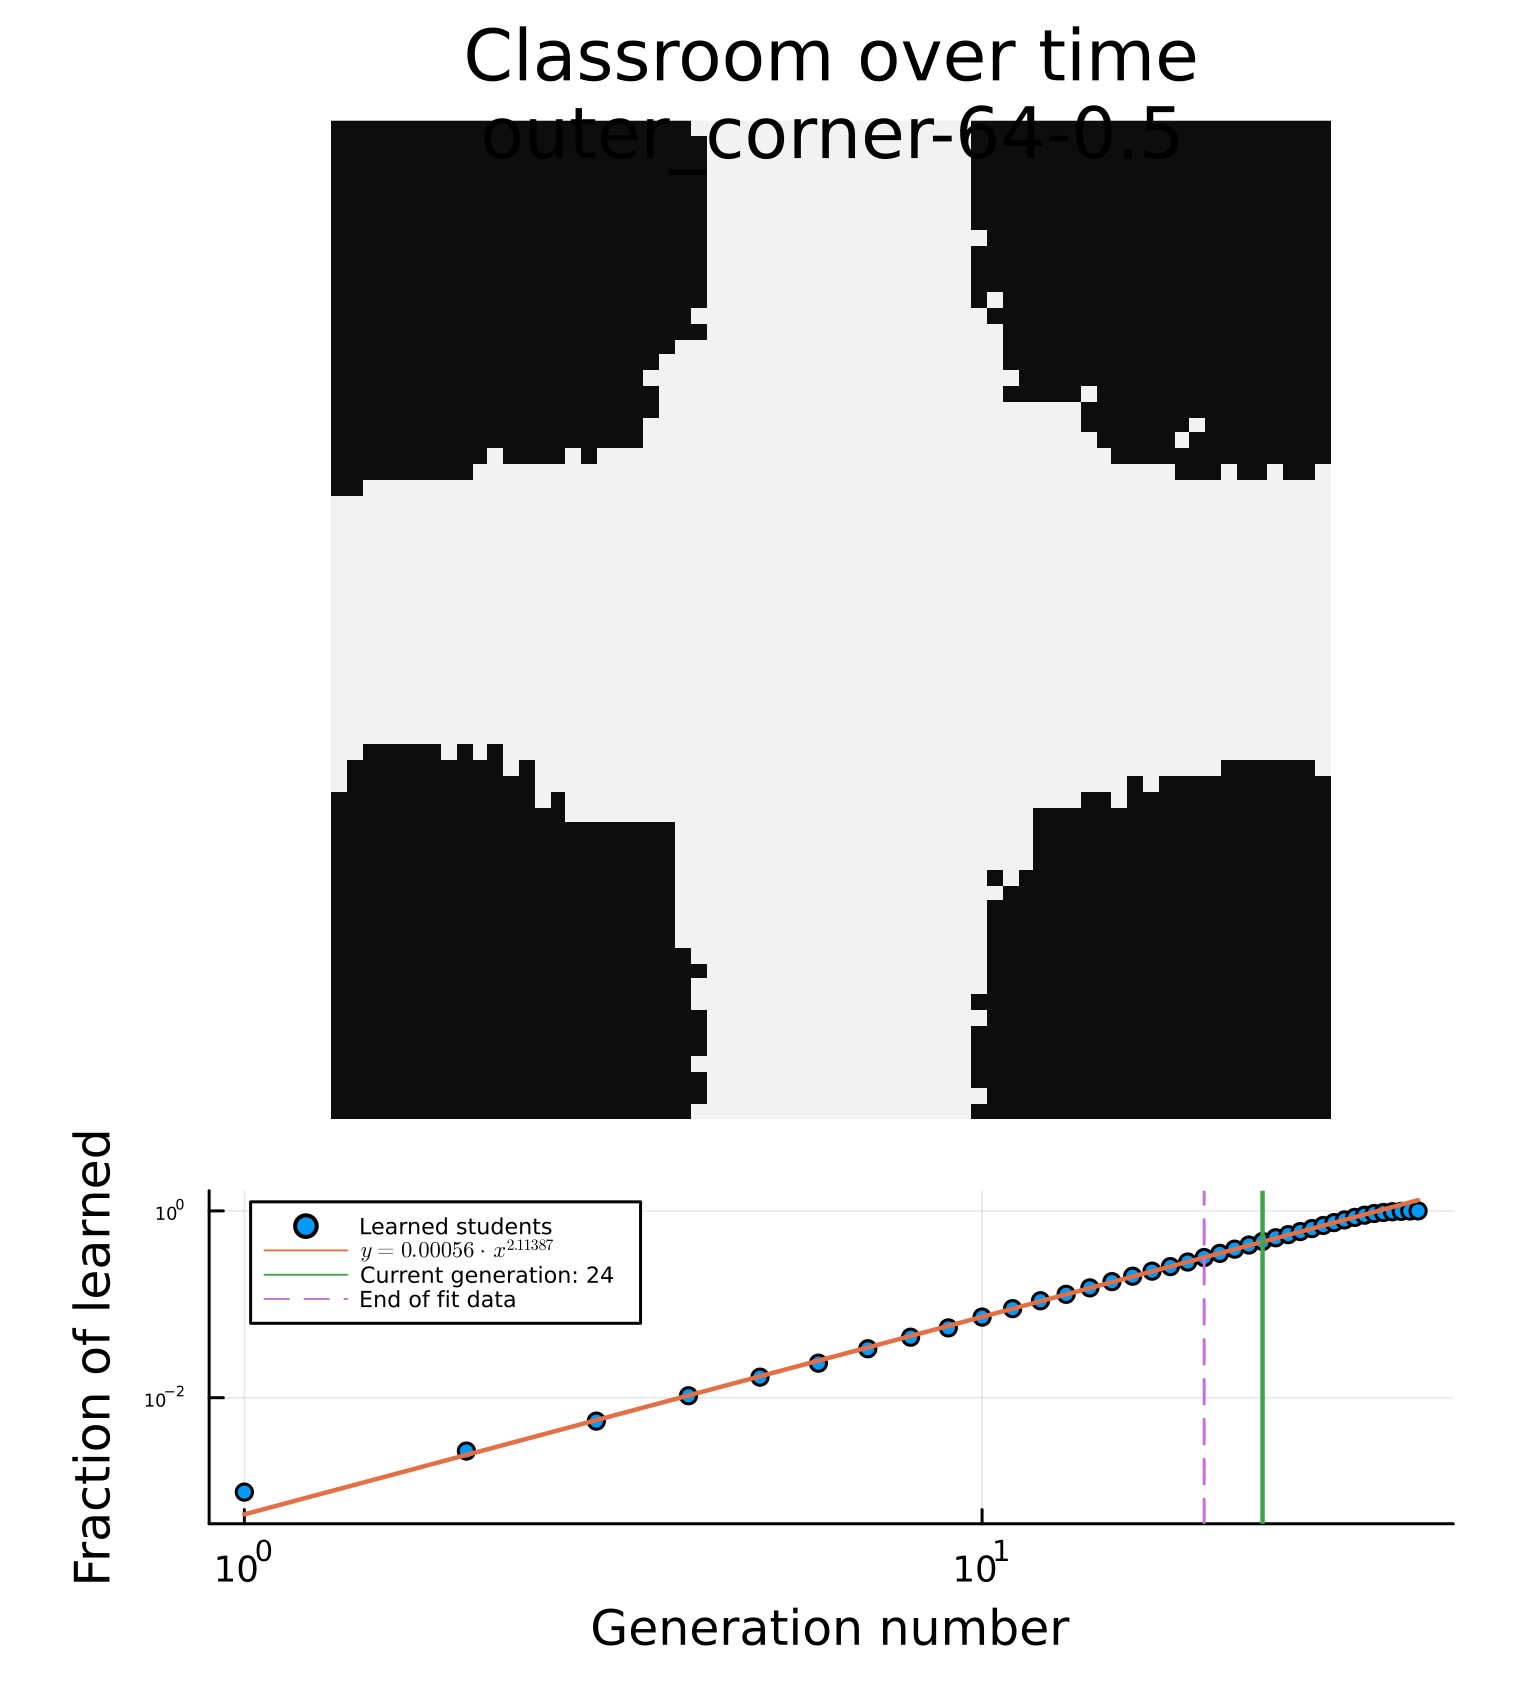 Classroom over time
outer_corner-64-0.5
Fraction of learned
10⁰
10⁻²
Learned students
y = 0.00056 · x^2.11387
Current generation: 24
End of fit data
10⁰
10¹
Generation number